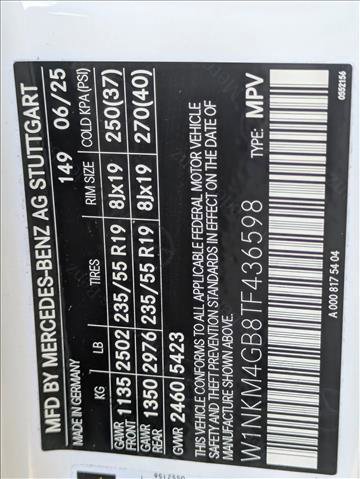 MFD BY MERCEDES-BENZ AG STUTTGART
MADE IN GERMANY 149 06/25
KG LB TIRES RIM SIZE COLD KPA(PSI)
GAWR FRONT 1135 2502 235/55 R19 8Jx19 250(37)
GAWR REAR 1350 2976 235/55 R19 8Jx19 270(40)
GVWR 2460 5423
THIS VEHICLE CONFORMS TO ALL APPLICABLE FEDERAL MOTOR VEHICLE
SAFETY AND THEFT PREVENTION STANDARDS IN EFFECT ON THE DATE OF
MANUFACTURE SHOWN ABOVE.
W1NKM4GB8TF436598 TYPE: MPV
A 000 817 54 04
0592156